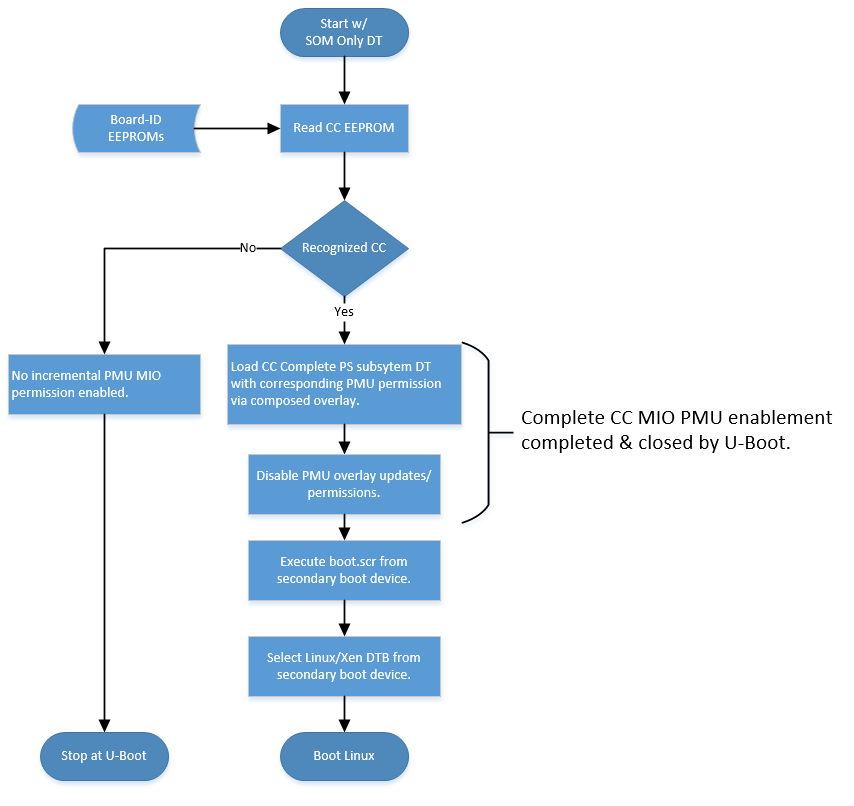 Start w/
SOM Only DT
Board-ID
EEPROMs
Read CC EEPROM
Recognized CC
No
Yes
No incremental PMU MIO
permission enabled.
Load CC Complete PS subsytem DT
with corresponding PMU permission
via composed overlay.
Complete CC MIO PMU enablement
completed & closed by U-Boot.
Disable PMU overlay updates/
permissions.
Execute boot.scr from
secondary boot device.
Select Linux/Xen DTB from
secondary boot device.
Stop at U-Boot
Boot Linux